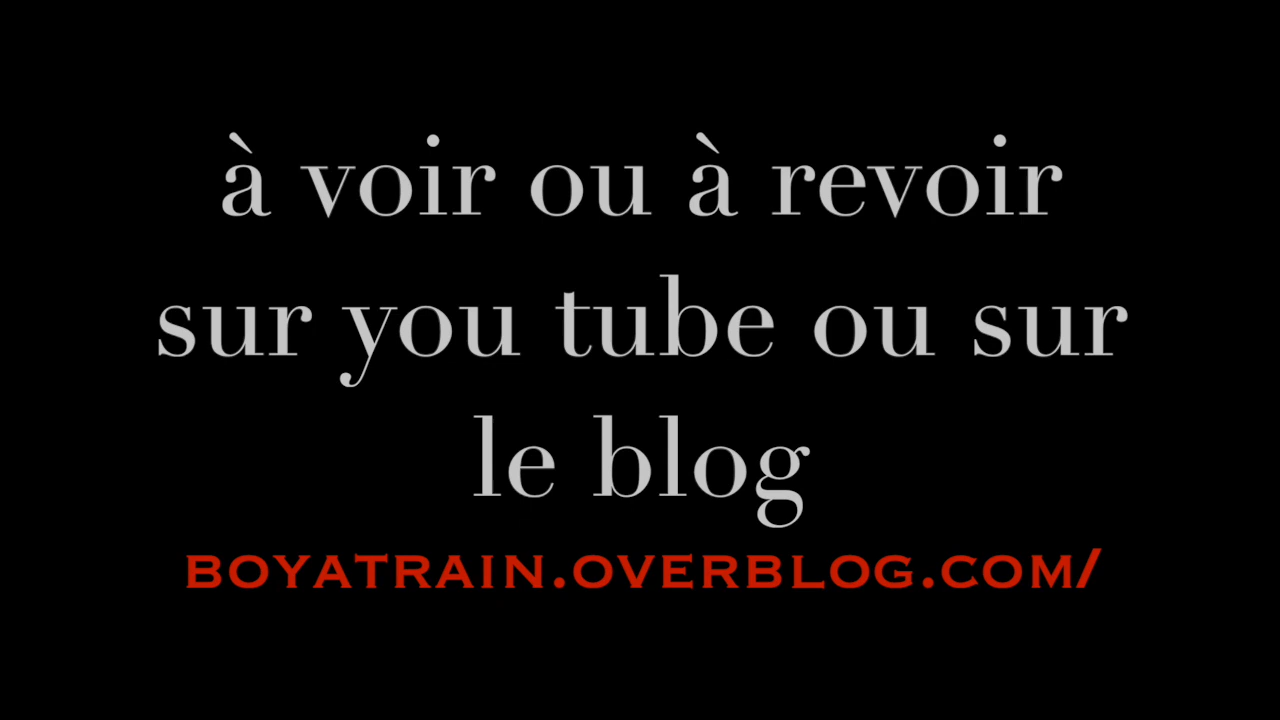 à voir ou à revoir
sur you tube ou sur
le blog
BOYATRAIN.OVERBLOG.COM/